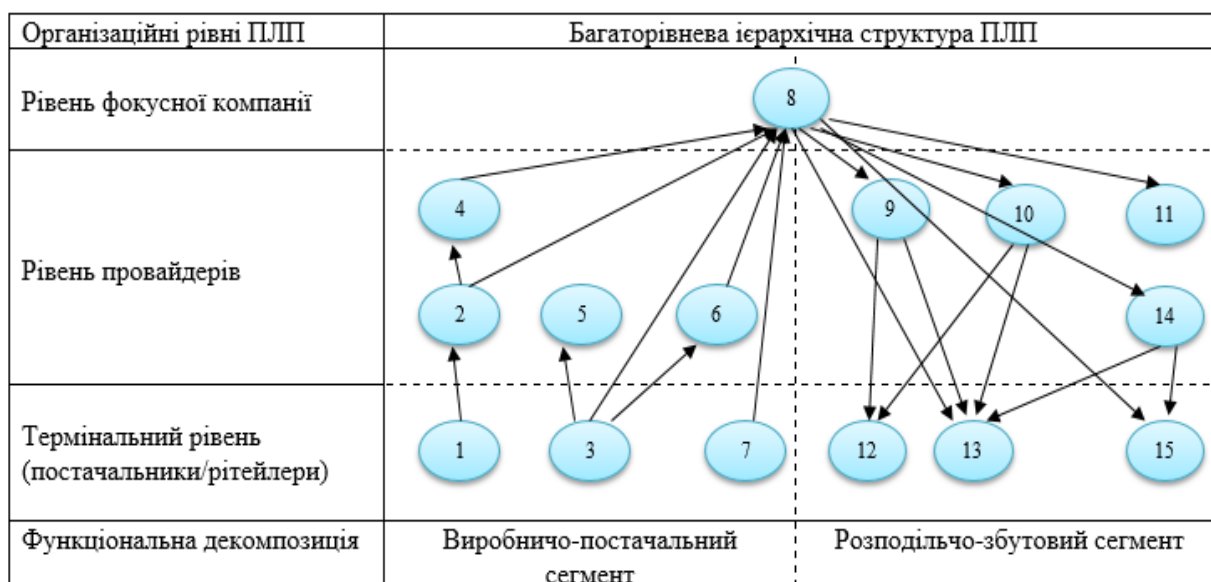 Організаційні рівні ПЛП
Багаторівнева ієрархічна структура ПЛП
Рівень фокусної компанії
8
Рівень провайдерів
4
9
10
11
2
5
6
14
Термінальний рівень
(постачальники/рітейлери)
1
3
7
12
13
15
Функціональна декомпозиція
Виробничо-постачальний
сегмент
Розподільчо-збутовий сегмент